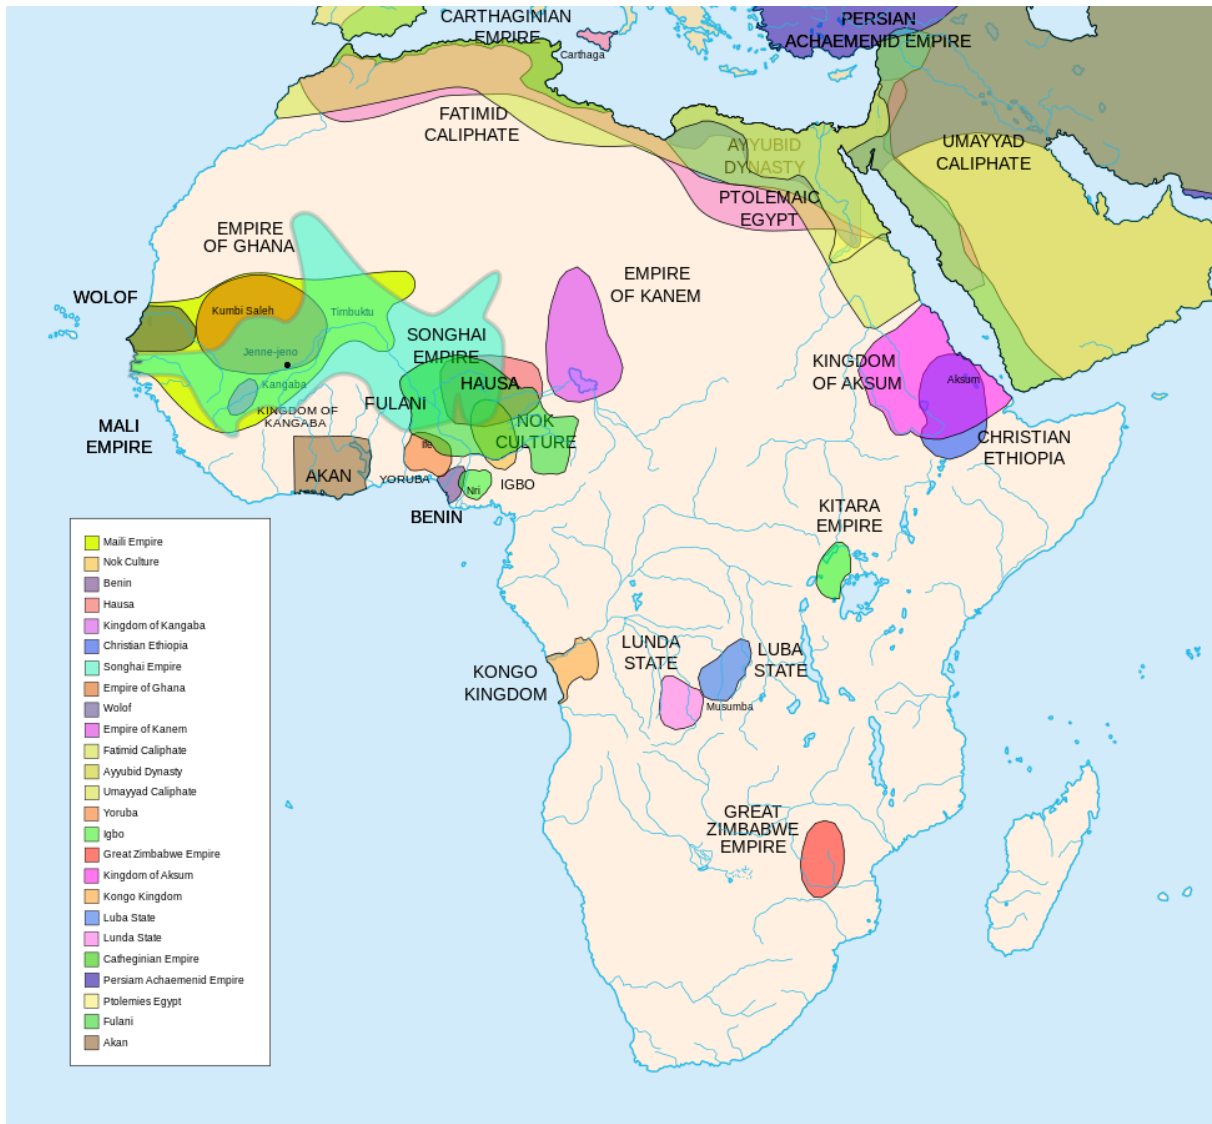 CARTHAGINIAN
EMPIRE
Carthaga
PERSIAN
ACHAEMENID EMPIRE
FATIMID
CALIPHATE
AYYUBID
DYNASTY
UMAYYAD
CALIPHATE
PTOLEMAIC
EGYPT
EMPIRE
OF GHANA
EMPIRE
OF KANEM
WOLOF
Kumbi Saleh
Timbuktu
SONGHAI
EMPIRE
Jenne-jeno
KINGDOM
OF AKSUM
Aksum
HAUSA
Kangaba
KINGDOM OF
KANGABA
FULANI
NOK
CULTURE
MALI
EMPIRE
Ife
CHRISTIAN
ETHIOPIA
AKAN
YORUBA
Nri
IGBO
BENIN
KITARA
EMPIRE
LUNDA
STATE
LUBA
STATE
KONGO
KINGDOM
Musumba
GREAT
ZIMBABWE
EMPIRE
Maili Empire
Nok Culture
Benin
Hausa
Kingdom of Kangaba
Christian Ethiopia
Songhai Empire
Empire of Ghana
Wolof
Empire of Kanem
Fatimid Caliphate
Ayyubid Dynasty
Umayyad Caliphate
Yoruba
Igbo
Great Zimbabwe Empire
Kingdom of Aksum
Kongo Kingdom
Luba State
Lunda State
Catheginian Empire
Persiam Achaemenid Empire
Ptolemies Egypt
Fulani
Akan